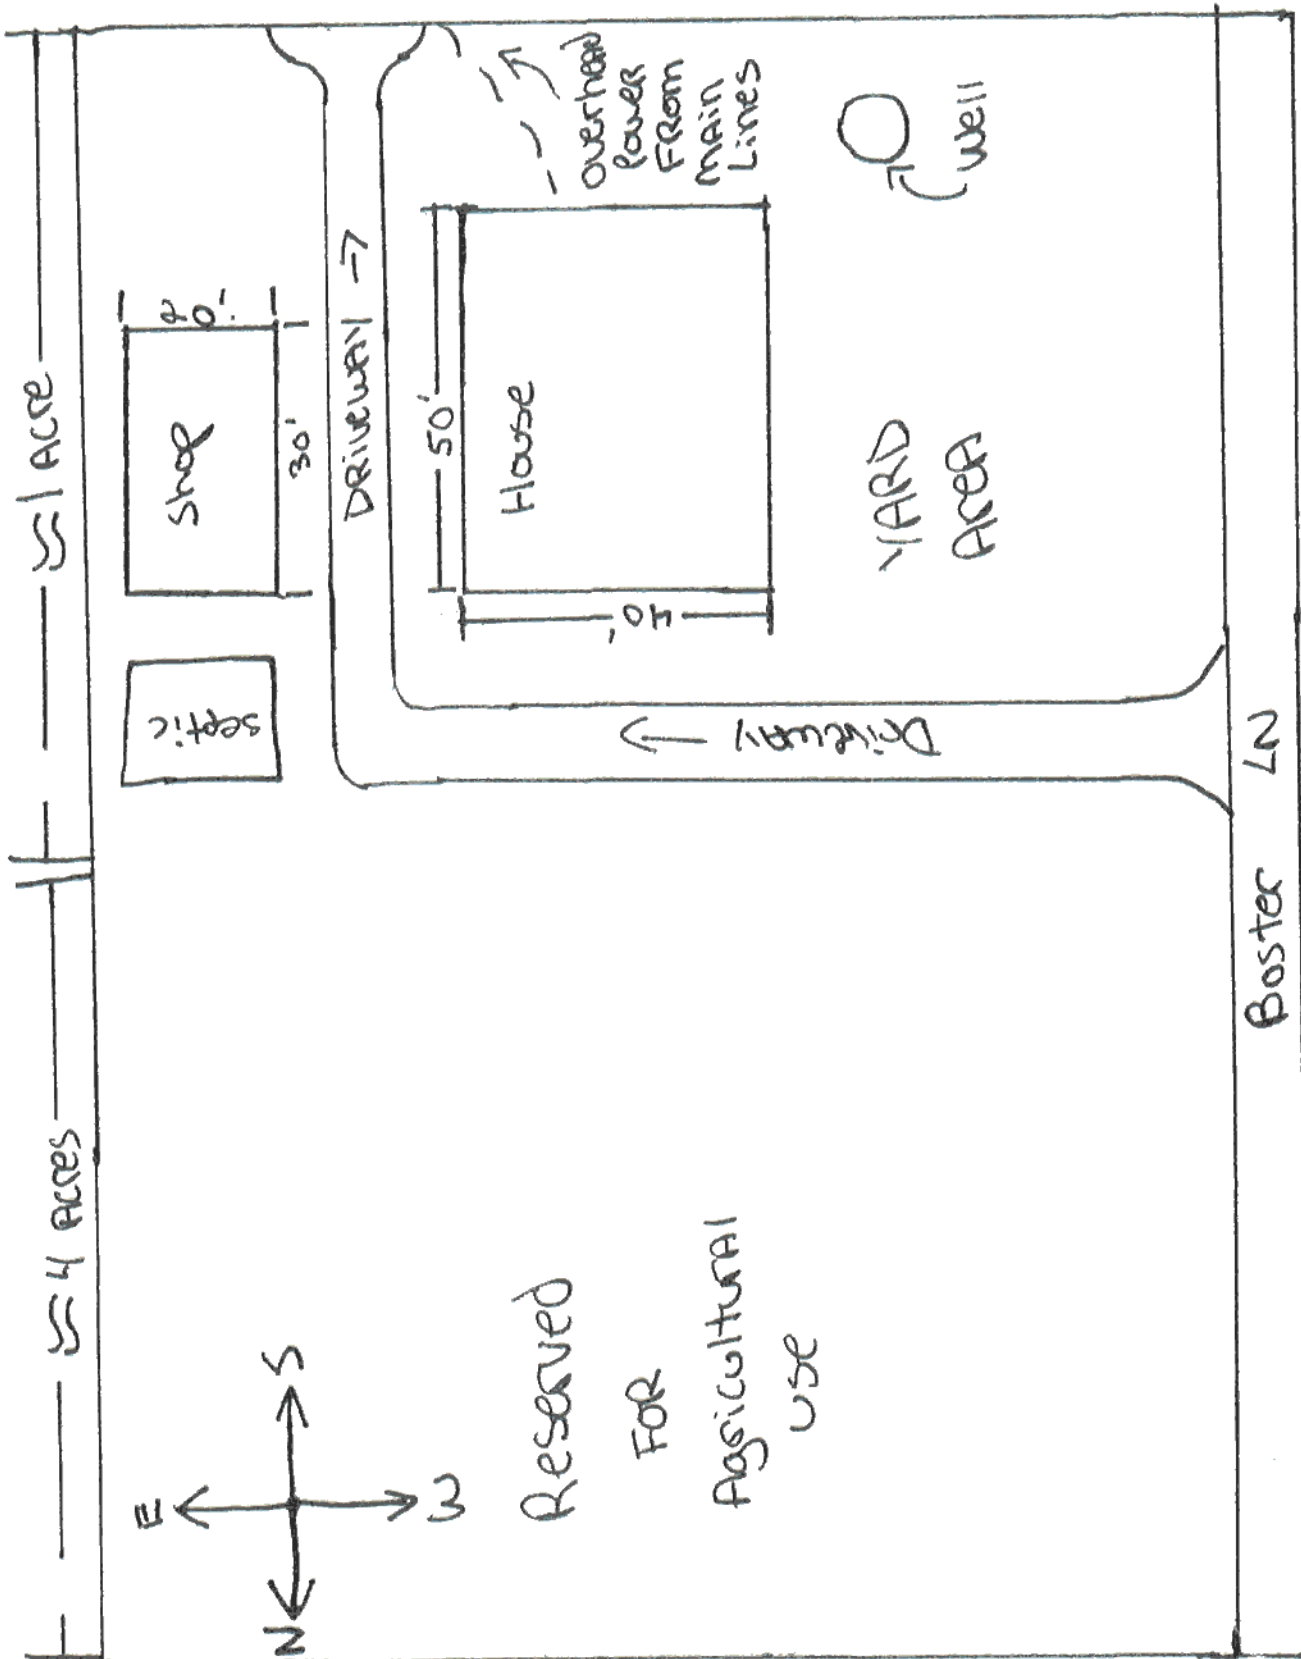 ≈ 4 Acres
≈ 1 Acre
E
N
S
W
septic
Shop
20'
30'
DRiveWAY →
50'
House
40'
overhead
Power
FRom
MAin
Lines
Well
Reserved
FOR
Agricultural
Use
Driveway →
YARD
AreA
Boster LN